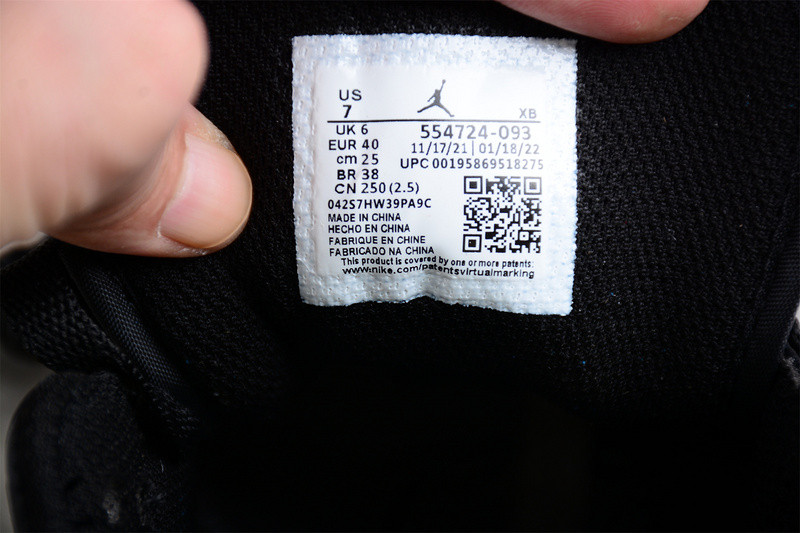 US
7
XB
UK 6
554724-093
EUR 40
11/17/21 | 01/18/22
cm 25
UPC 00195869518275
BR 38
CN 250 (2.5)
042S7HW39PA9C
MADE IN CHINA
HECHO EN CHINA
FABRIQUE EN CHINE
FABRICADO NA CHINA
This product is covered by one or more patents:
www.nike.com/patentsvirtualmarking